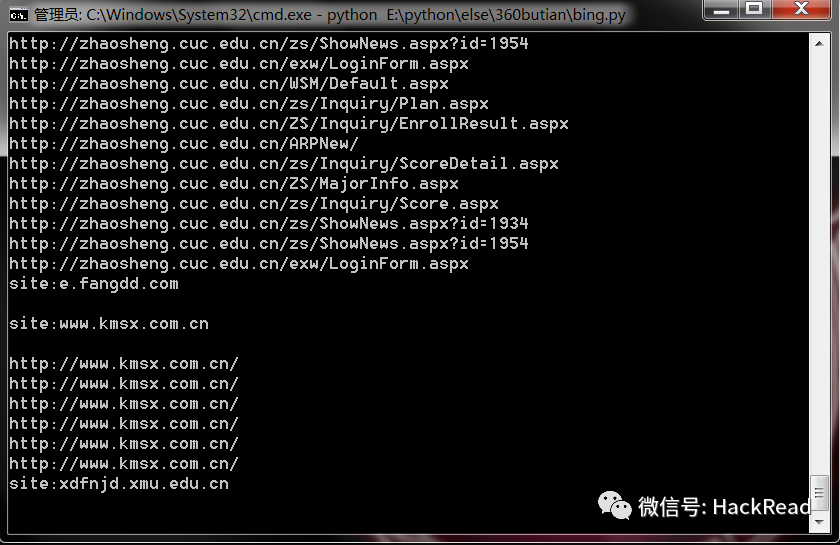 管理员: C:\Windows\System32\cmd.exe - python  E:\python\else\360butian\bing.py
http://zhaosheng.cuc.edu.cn/zs/ShowNews.aspx?id=1954
http://zhaosheng.cuc.edu.cn/exw/LoginForm.aspx
http://zhaosheng.cuc.edu.cn/WSM/Default.aspx
http://zhaosheng.cuc.edu.cn/zs/Inquiry/Plan.aspx
http://zhaosheng.cuc.edu.cn/ZS/Inquiry/EnrollResult.aspx
http://zhaosheng.cuc.edu.cn/ARPNew/
http://zhaosheng.cuc.edu.cn/zs/Inquiry/ScoreDetail.aspx
http://zhaosheng.cuc.edu.cn/ZS/MajorInfo.aspx
http://zhaosheng.cuc.edu.cn/zs/Inquiry/Score.aspx
http://zhaosheng.cuc.edu.cn/zs/ShowNews.aspx?id=1934
http://zhaosheng.cuc.edu.cn/zs/ShowNews.aspx?id=1954
http://zhaosheng.cuc.edu.cn/exw/LoginForm.aspx
site:e.fangdd.com
site:www.kmsx.com.cn
http://www.kmsx.com.cn/
http://www.kmsx.com.cn/
http://www.kmsx.com.cn/
http://www.kmsx.com.cn/
http://www.kmsx.com.cn/
http://www.kmsx.com.cn/
site:xdfnjd.xmu.edu.cn
微信号: HackRead